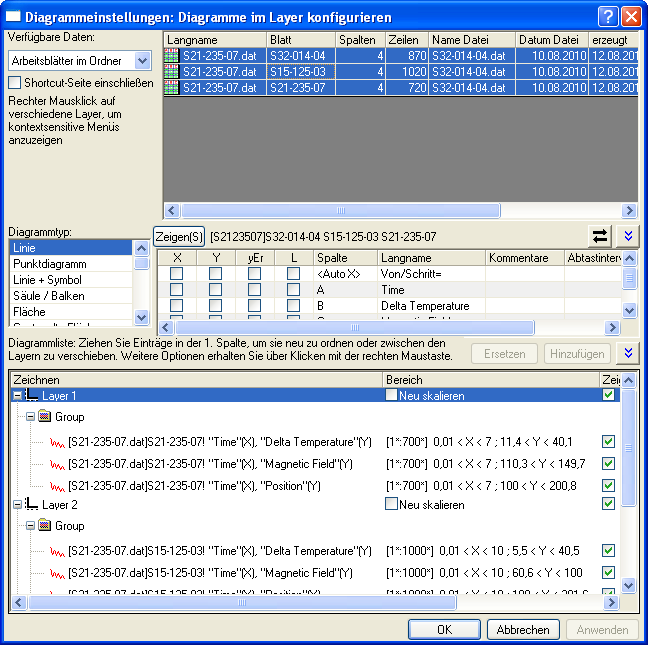 Diagrammeinstellungen: Diagramme im Layer konfigurieren
Verfügbare Daten:
Arbeitsblätter im Ordner
Shortcut-Seite einschließen
Rechter Mausklick auf
verschiedene Layer, um
kontextsensitive Menüs
anzuzeigen
Langname Blatt Spalten Zeilen Name Datei Datum Datei erzeugt
S21-235-07.dat S32-014-04 4 870 S32-014-04.dat 10.08.2010 12.08.201
S21-235-07.dat S15-125-03 4 1020 S32-014-04.dat 10.08.2010 12.08.201
S21-235-07.dat S21-235-07 4 720 S32-014-04.dat 10.08.2010 12.08.201
Diagrammtyp:
Linie
Punktdiagramm
Linie + Symbol
Säule / Balken
Fläche
Zeigen(S) [S2123507]S32-014-04 S15-125-03 S21-235-07
X Y yEr L Spalte Langname Kommentare Abtastinterv
<Auto X> Von/Schritt=
A Time
B Delta Temperature
Diagrammliste: Ziehen Sie Einträge in der 1. Spalte, um sie neu zu ordnen oder zwischen den
Layern zu verschieben. Weitere Optionen erhalten Sie über Klicken mit der rechten Maustaste.
Ersetzen Hinzufügen
Zeichnen Bereich Zei
Layer 1 Neu skalieren
Group
[S21-235-07.dat]S21-235-07! "Time"(X), "Delta Temperature"(Y) [1*:700*] 0,01 < X < 7 ; 11,4 < Y < 40,1
[S21-235-07.dat]S21-235-07! "Time"(X), "Magnetic Field"(Y) [1*:700*] 0,01 < X < 7 ; 110,3 < Y < 149,7
[S21-235-07.dat]S21-235-07! "Time"(X), "Position"(Y) [1*:700*] 0,01 < X < 7 ; 100 < Y < 200,8
Layer 2 Neu skalieren
Group
[S21-235-07.dat]S15-125-03! "Time"(X), "Delta Temperature"(Y) [1*:1000*] 0,01 < X < 10 ; 5,5 < Y < 40,5
[S21-235-07.dat]S15-125-03! "Time"(X), "Magnetic Field"(Y) [1*:1000*] 0,01 < X < 10 ; 60,6 < Y < 100
OK Abbrechen Anwenden